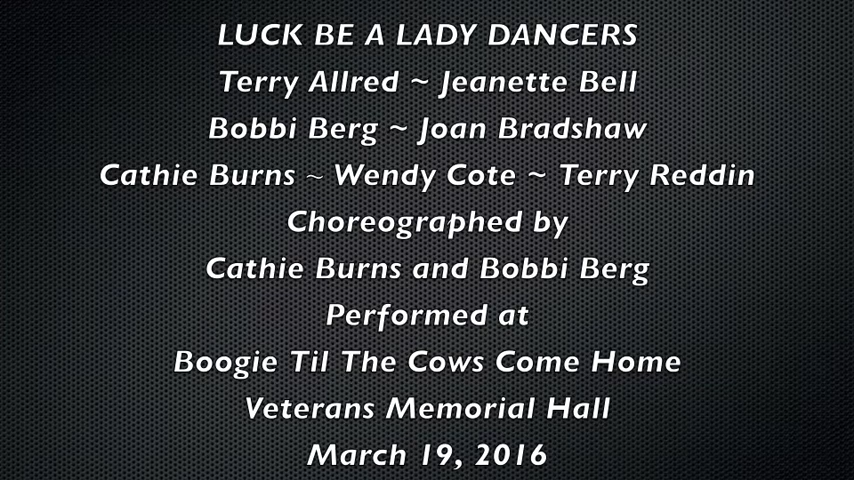 LUCK BE A LADY DANCERS
Terry Allred ~ Jeanette Bell
Bobbi Berg ~ Joan Bradshaw
Cathie Burns ~ Wendy Cote ~ Terry Reddin
Choreographed by
Cathie Burns and Bobbi Berg
Performed at
Boogie Til The Cows Come Home
Veterans Memorial Hall
March 19, 2016